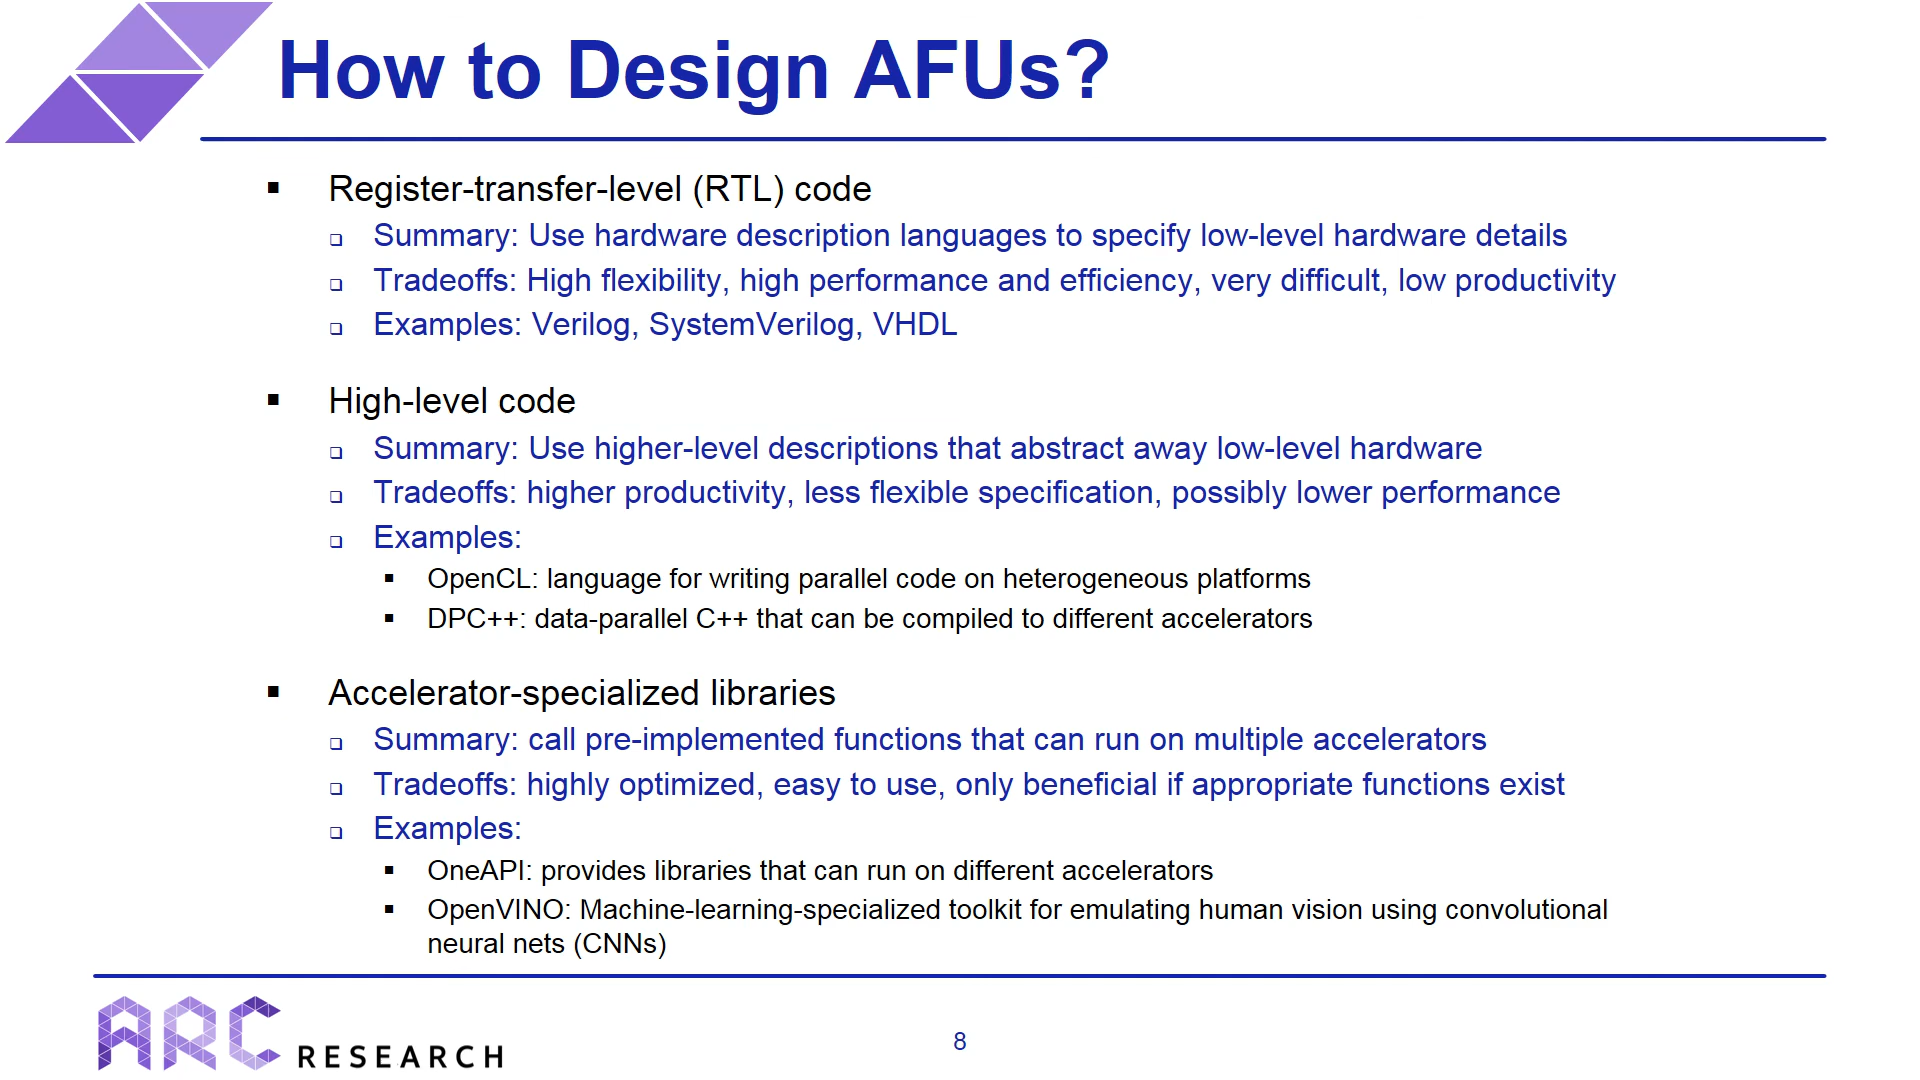 How to Design AFUs?
Register-transfer-level (RTL) code
Summary: Use hardware description languages to specify low-level hardware details
Tradeoffs: High flexibility, high performance and efficiency, very difficult, low productivity
Examples: Verilog, SystemVerilog, VHDL
High-level code
Summary: Use higher-level descriptions that abstract away low-level hardware
Tradeoffs: higher productivity, less flexible specification, possibly lower performance
Examples:
OpenCL: language for writing parallel code on heterogeneous platforms
DPC++: data-parallel C++ that can be compiled to different accelerators
Accelerator-specialized libraries
Summary: call pre-implemented functions that can run on multiple accelerators
Tradeoffs: highly optimized, easy to use, only beneficial if appropriate functions exist
Examples:
OneAPI: provides libraries that can run on different accelerators
OpenVINO: Machine-learning-specialized toolkit for emulating human vision using convolutional
neural nets (CNNs)
ARC RESEARCH
8